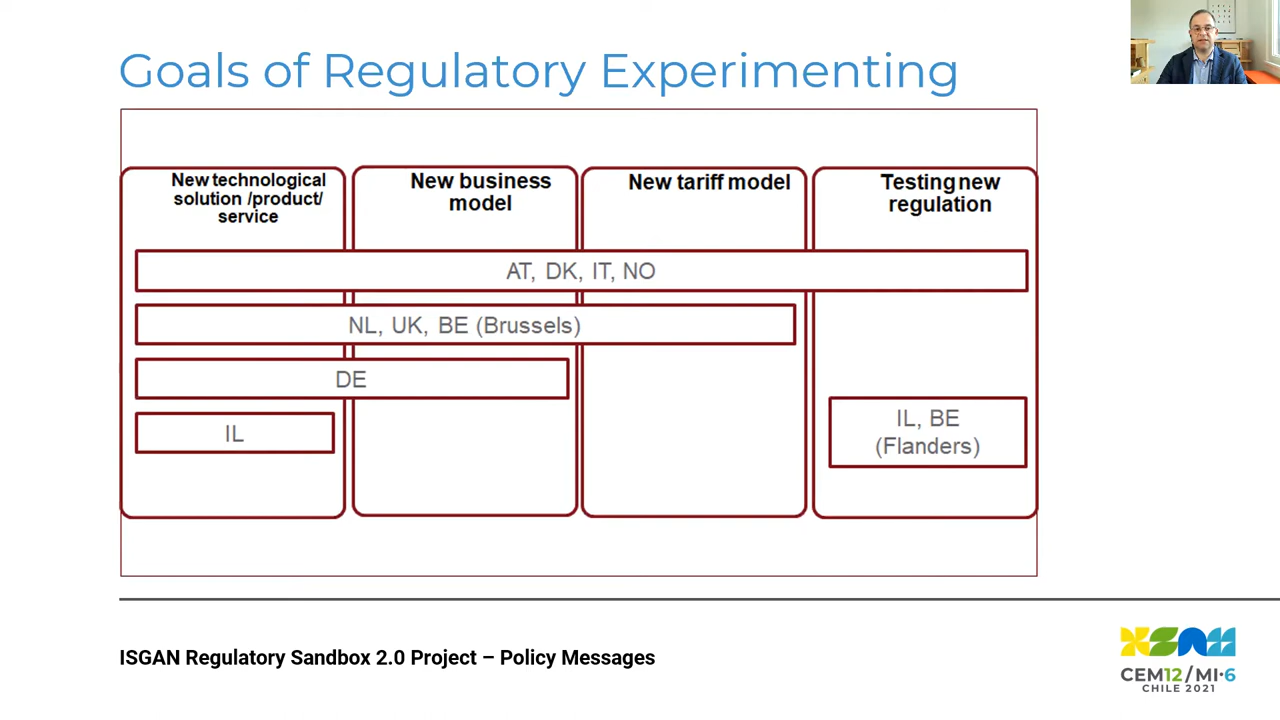 Goals of Regulatory Experimenting
New technological
solution /product/
service
New business
model
New tariff model
Testing new
regulation
AT, DK, IT, NO
NL, UK, BE (Brussels)
DE
IL
IL, BE
(Flanders)
ISGAN Regulatory Sandbox 2.0 Project – Policy Messages
CEM12/MI·6
CHILE 2021